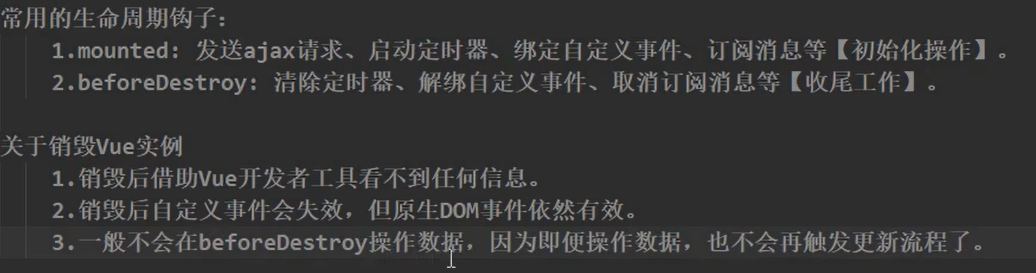 常用的生命周期钩子：
1.mounted: 发送ajax请求、启动定时器、绑定自定义事件、订阅消息等【初始化操作】。
2.beforeDestroy: 清除定时器、解绑自定义事件、取消订阅消息等【收尾工作】。
关于销毁Vue实例
1.销毁后借助Vue开发者工具看不到任何信息。
2.销毁后自定义事件会失效，但原生DOM事件依然有效。
3.一般不会在beforeDestroy操作数据，因为即便操作数据，也不会再触发更新流程了。